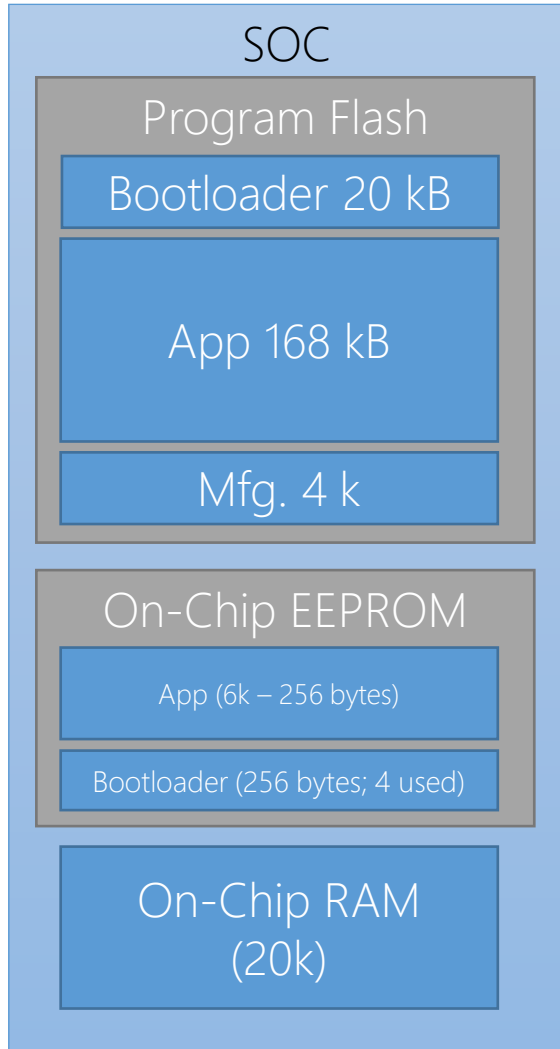 SOC
Program Flash
Bootloader 20 kB
App 168 kB
Mfg. 4 k
On-Chip EEPROM
App (6k – 256 bytes)
Bootloader (256 bytes; 4 used)
On-Chip RAM
(20k)